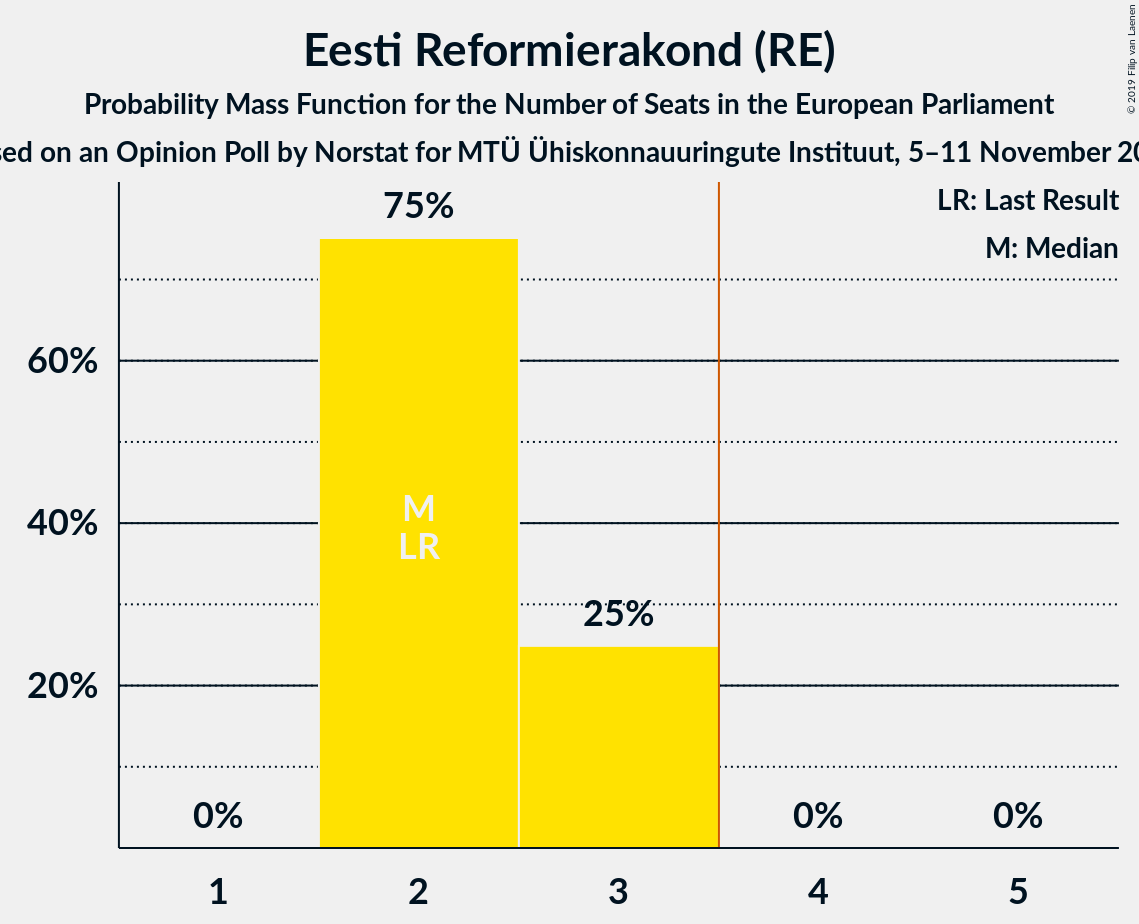 Eesti Reformierakond (RE)
Probability Mass Function for the Number of Seats in the European Parliament
on an Opinion Poll by Norstat for MTÜ Ühiskonnauuringute Instituut, 5–11 November
© 2019 Filip van Laenen
LR: Last Result
M: Median
75%
60%
M
LR
40%
25%
20%
0%
0%
0%
1
2
3
4
5